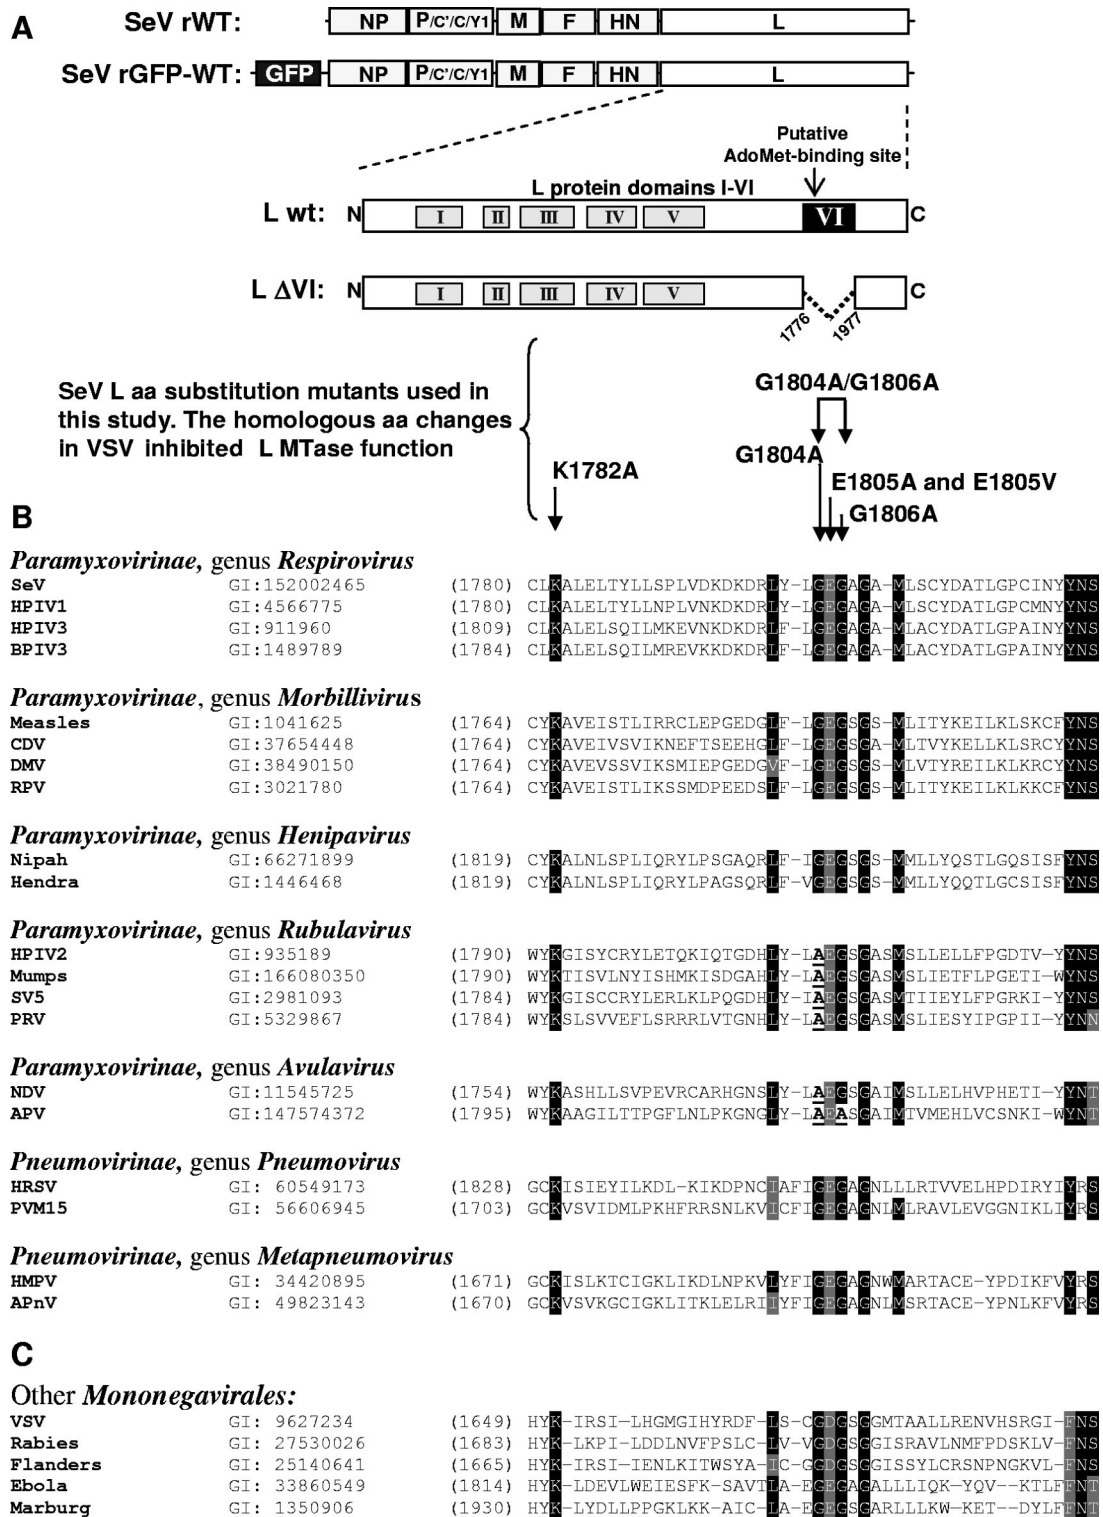 A
SeV rWT: NP P/C'/C/Y1 M F HN L
SeV rGFP-WT: GFP NP P/C'/C/Y1 M F HN L
Putative
AdoMet-binding site
L protein domains I-VI
L wt: N I II III IV V VI C
L ΔVI: N I II III IV V C
1776 1977
SeV L aa substitution mutants used in
this study. The homologous aa changes
in VSV inhibited L MTase function
G1804A/G1806A
G1804A
K1782A
E1805A and E1805V
G1806A
B
Paramyxovirinae, genus Respirovirus
SeV GI:152002465 (1780) CLKALELTYLLSPLVDKDKDRLY-LGEGAGA-MLSCYDATLGPCINYYNS
HPIV1 GI:4566775 (1780) CLKALELTYLLNPLVNKDKDRLY-LGEGAGA-MLSCYDATLGPCMNYYNS
HPIV3 GI:911960 (1809) CLKALELSQILMKEVNKDKDRLF-LGEGAGA-MLACYDATLGPAINYYNS
BPIV3 GI:1489789 (1784) CLKALELSQILMREVKKDKDRLF-LGEGAGA-MLACYDATLGPAINYYNS
Paramyxovirinae, genus Morbillivirus
Measles GI:1041625 (1764) CYKAVEISTLIRRCLEPGEDGLF-LGEGSGS-MLITYKEILKLSKCFYNS
CDV GI:37654448 (1764) CYKAVEIVSVIKNEFTSEEHGLF-LGEGSGA-MLTVYKELLKLSRCYYNS
DMV GI:38490150 (1764) CYKAVEVSSVIKSMIEPGEDGVF-LGEGSGS-MLVTYREILKLKRCYYNS
RPV GI:3021780 (1764) CYKAVEISTLIKSSMDPEEDSLF-LGEGSGS-MLITYKEILKLKKCFYNS
Paramyxovirinae, genus Henipavirus
Nipah GI:66271899 (1819) CYKALNLSPLIQRYLPSGAQRLF-IGEGSGS-MMLLYQSTLGQSISFYNS
Hendra GI:1446468 (1819) CYKALNLSPLIQRYLPAGSQRLF-VGEGSGS-MMLLYQQTLGCSISFYNS
Paramyxovirinae, genus Rubulavirus
HPIV2 GI:935189 (1790) WYKGISYCRYLETQKIQTGDHLY-LAEGSGASMSLLELLFPGDTV-YYNS
Mumps GI:166080350 (1790) WYKTISVLNYISHMKISDGAHLY-LAEGSGASMSLIETFLPGETI-WYNS
SV5 GI:2981093 (1784) WYKGISCCRYLERLKLPQGDHLY-IAEGSGASMTIIEYLFPGRKI-YYNS
PRV GI:5329867 (1784) WYKSLSVVEFLSRRRLVTGNHLY-LAEGSGASMSLIESYIPGPII-YYNN
Paramyxovirinae, genus Avulavirus
NDV GI:11545725 (1754) WYKASHLLSVPEVRCARHGNSLY-LAEGSGAIMSLLELHVPHETI-YYNT
APV GI:147574372 (1795) WYKAAGILTTPGFLNLPKGNGLY-LAEASGAIMTVMEHLVCSNKI-WYNT
Pneumovirinae, genus Pneumovirus
HRSV GI: 60549173 (1828) GCKISIEYILKDL-KIKDPNCIAFIGEGAGNLLLRTVVELHPDIRYIYRS
PVM15 GI: 56606945 (1703) GCKVSVIDMLPKHFRRSNLKVICFIGEGAGNLMLRAVLEVGGNIKLIYRS
Pneumovirinae, genus Metapneumovirus
HMPV GI: 34420895 (1671) GCKISLKTCIGKLIKDLNPKVLYFIGEGAGNWMARTACE-YPDIKFVYRS
APnV GI: 49823143 (1670) GCKVSVKGCIGKLITKLELRIIYFIGEGAGNLMSRTACE-YPNLKFVYRS
C
Other Mononegavirales:
VSV GI: 9627234 (1649) HYK-IRSI-LHGMGIHYRDF-LS-CGDGSGGMTAALLRENVHSRGI-FNS
Rabies GI: 27530026 (1683) HYK-LKPI-LDDLNVFPSLC-LV-VGDGSGGISRAVLNMFPDSKLV-FNS
Flanders GI: 25140641 (1665) HYK-IRSI-IENLKITWSYA-IC-GGDGSGGISSYLCRSNPNGKVL-FNS
Ebola GI: 33860549 (1814) HYK-LDEVLWEIESFK-SAVTLA-EGEGSGALLLIQK-YQV--KTLFFNT
Marburg GI: 1350906 (1930) HYK-LYDLLPPGKLKK-AIC-LA-EGEGSGARLLLKW-KET--DYLFFNT